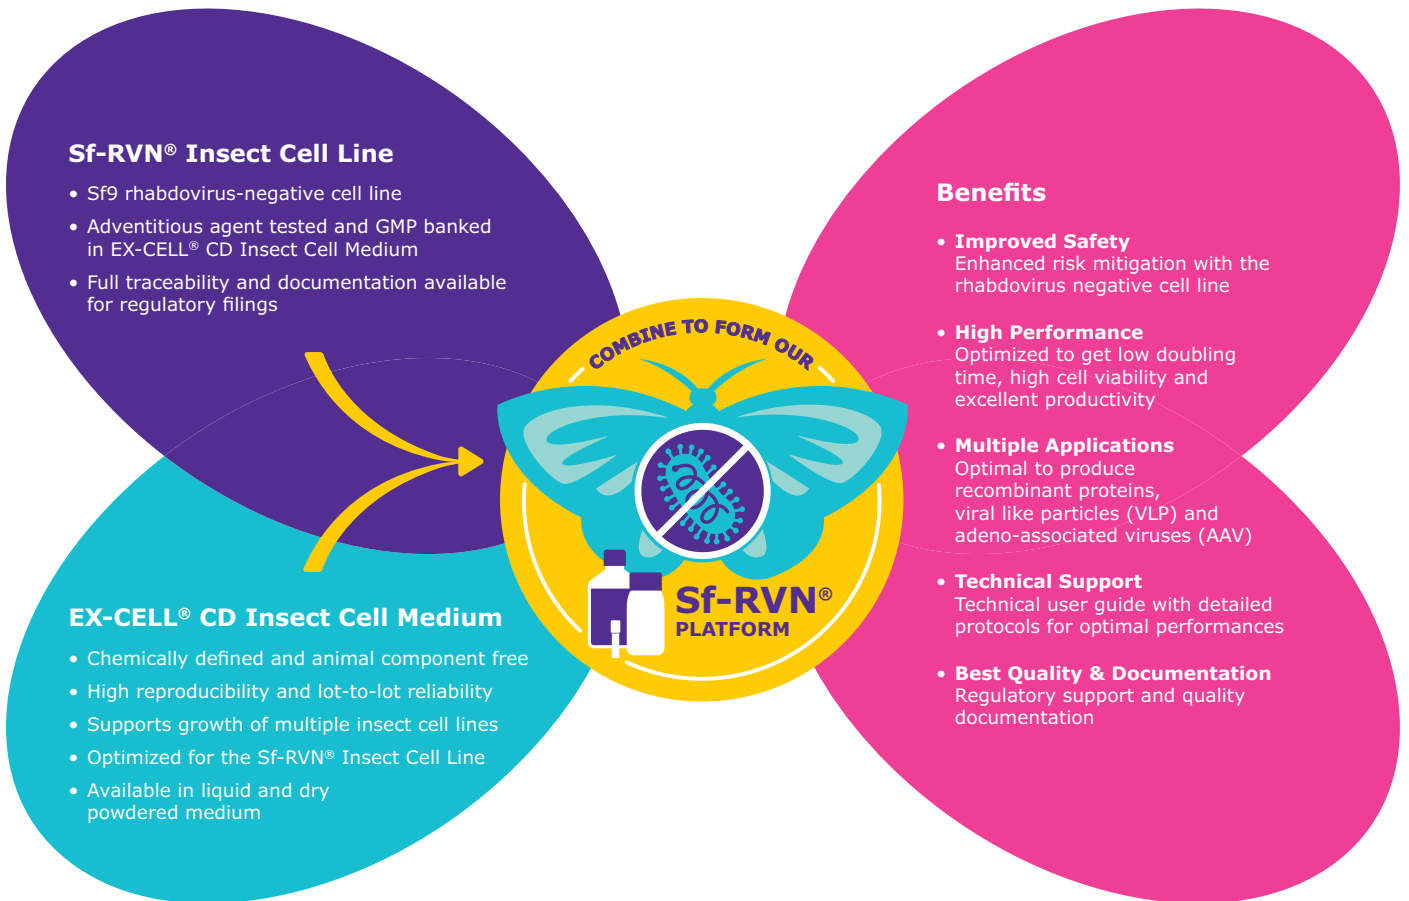 Sf-RVN® Insect Cell Line
• Sf9 rhabdovirus-negative cell line
• Adventitious agent tested and GMP banked
in EX-CELL® CD Insect Cell Medium
• Full traceability and documentation available
for regulatory filings
EX-CELL® CD Insect Cell Medium
• Chemically defined and animal component free
• High reproducibility and lot-to-lot reliability
• Supports growth of multiple insect cell lines
• Optimized for the Sf-RVN® Insect Cell Line
• Available in liquid and dry
powdered medium
COMBINE TO FORM OUR
Sf-RVN®
PLATFORM
Benefits
• Improved Safety
Enhanced risk mitigation with the
rhabdovirus negative cell line
• High Performance
Optimized to get low doubling
time, high cell viability and
excellent productivity
• Multiple Applications
Optimal to produce
recombinant proteins,
viral like particles (VLP) and
adeno-associated viruses (AAV)
• Technical Support
Technical user guide with detailed
protocols for optimal performances
• Best Quality & Documentation
Regulatory support and quality
documentation